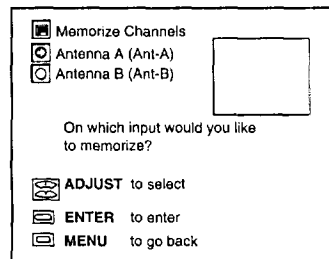 Memorize Channels
Antenna A (Ant-A)
Antenna B (Ant-B)
On which input would you like
to memorize?
ADJUST to select
ENTER to enter
MENU to go back